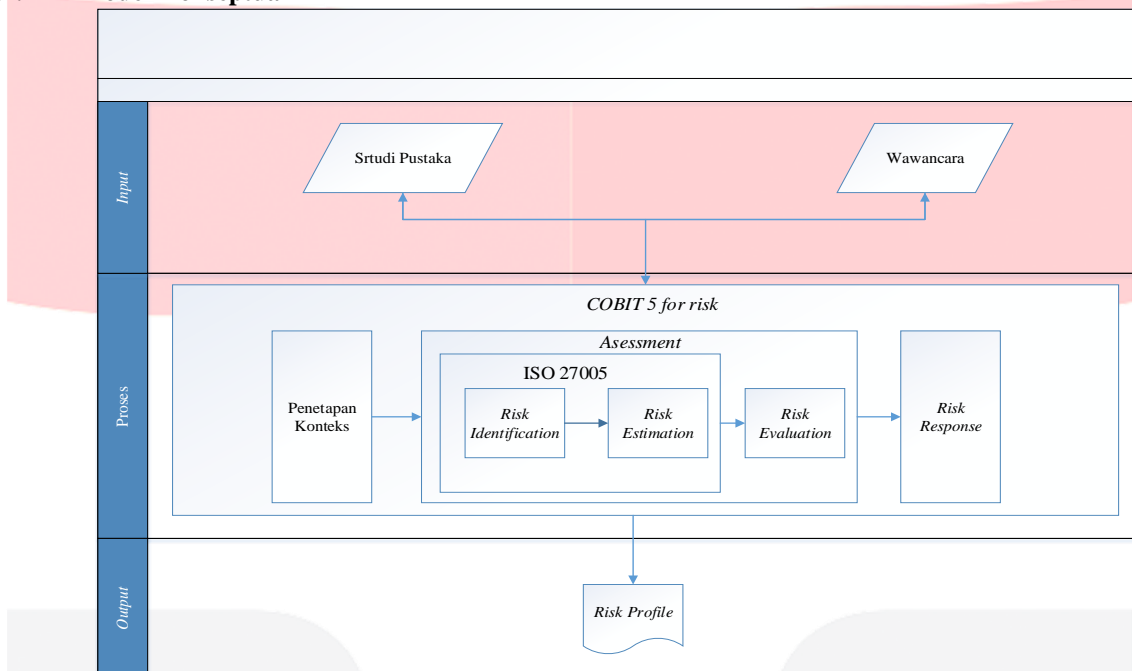 Input
Srtudi Pustaka
Wawancara
Proses
COBIT 5 for risk
Asessment
ISO 27005
Penetapan
Konteks
Risk
Identification
Risk
Estimation
Risk
Evaluation
Risk
Response
Output
Risk Profile